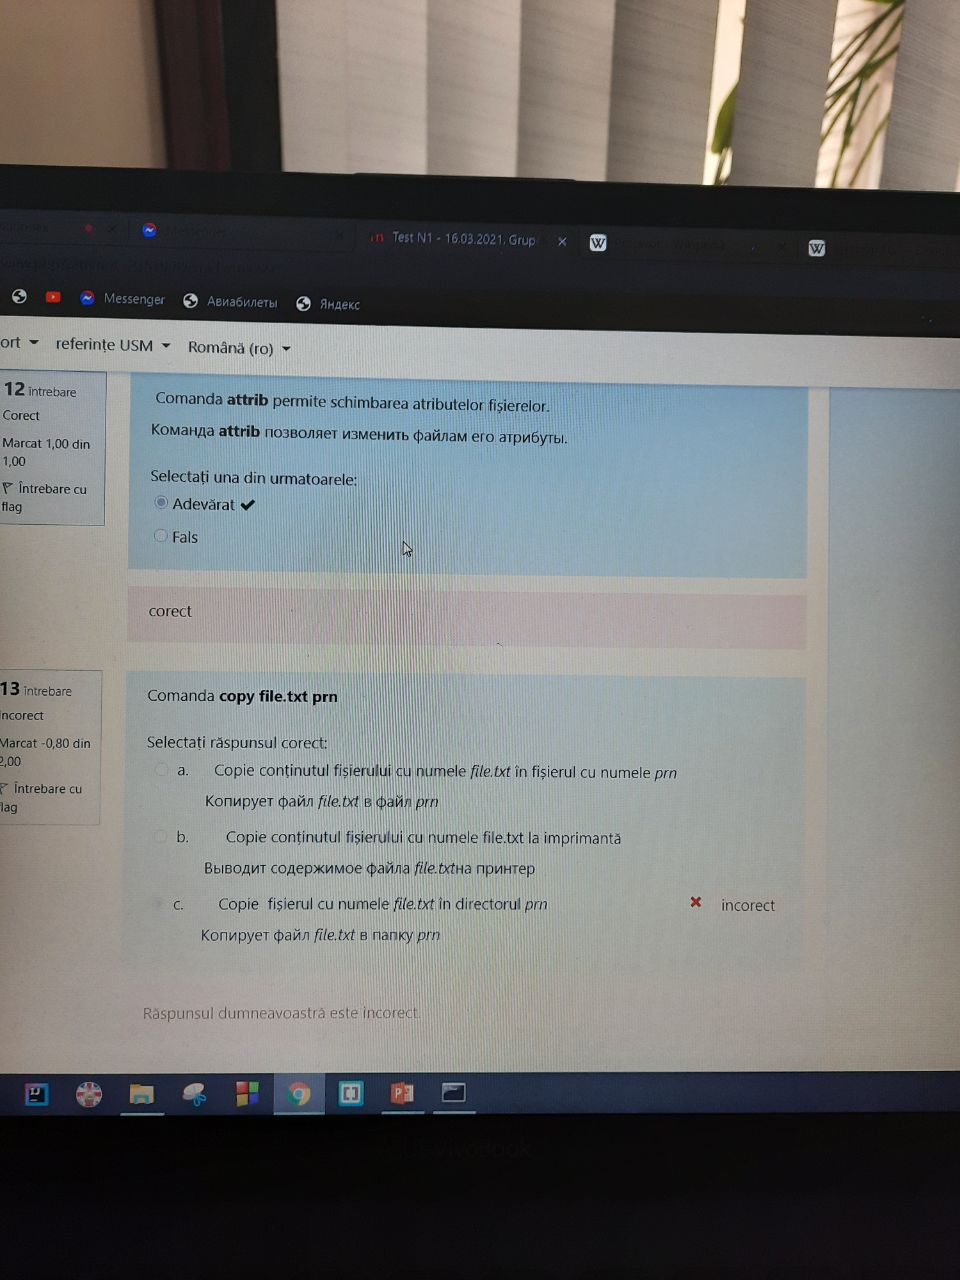 Test N1 - 16.03.2021, Grup
Messenger
Авиабилеты
Яндекс
ort
referințe USM
Română (ro)
12 întrebare
Corect
Marcat 1,00 din
1,00
Întrebare cu
flag
Comanda attrib permite schimbarea atributelor fișierelor.
Команда attrib позволяет изменить файлам его атрибуты.
Selectați una din urmatoarele:
Adevărat
Fals
corect
13 întrebare
ncorect
Marcat -0,80 din
2,00
Întrebare cu
lag
Comanda copy file.txt prn
Selectați răspunsul corect:
a. Copie conținutul fișierului cu numele file.txt în fișierul cu numele prn
Копирует файл file.txt в файл prn
b. Copie conținutul fișierului cu numele file.txt la imprimantă
Выводит содержимое файла file.txtна принтер
c. Copie fișierul cu numele file.txt în directorul prn incorect
Копирует файл file.txt в папку prn
Răspunsul dumneavoastră este incorect.